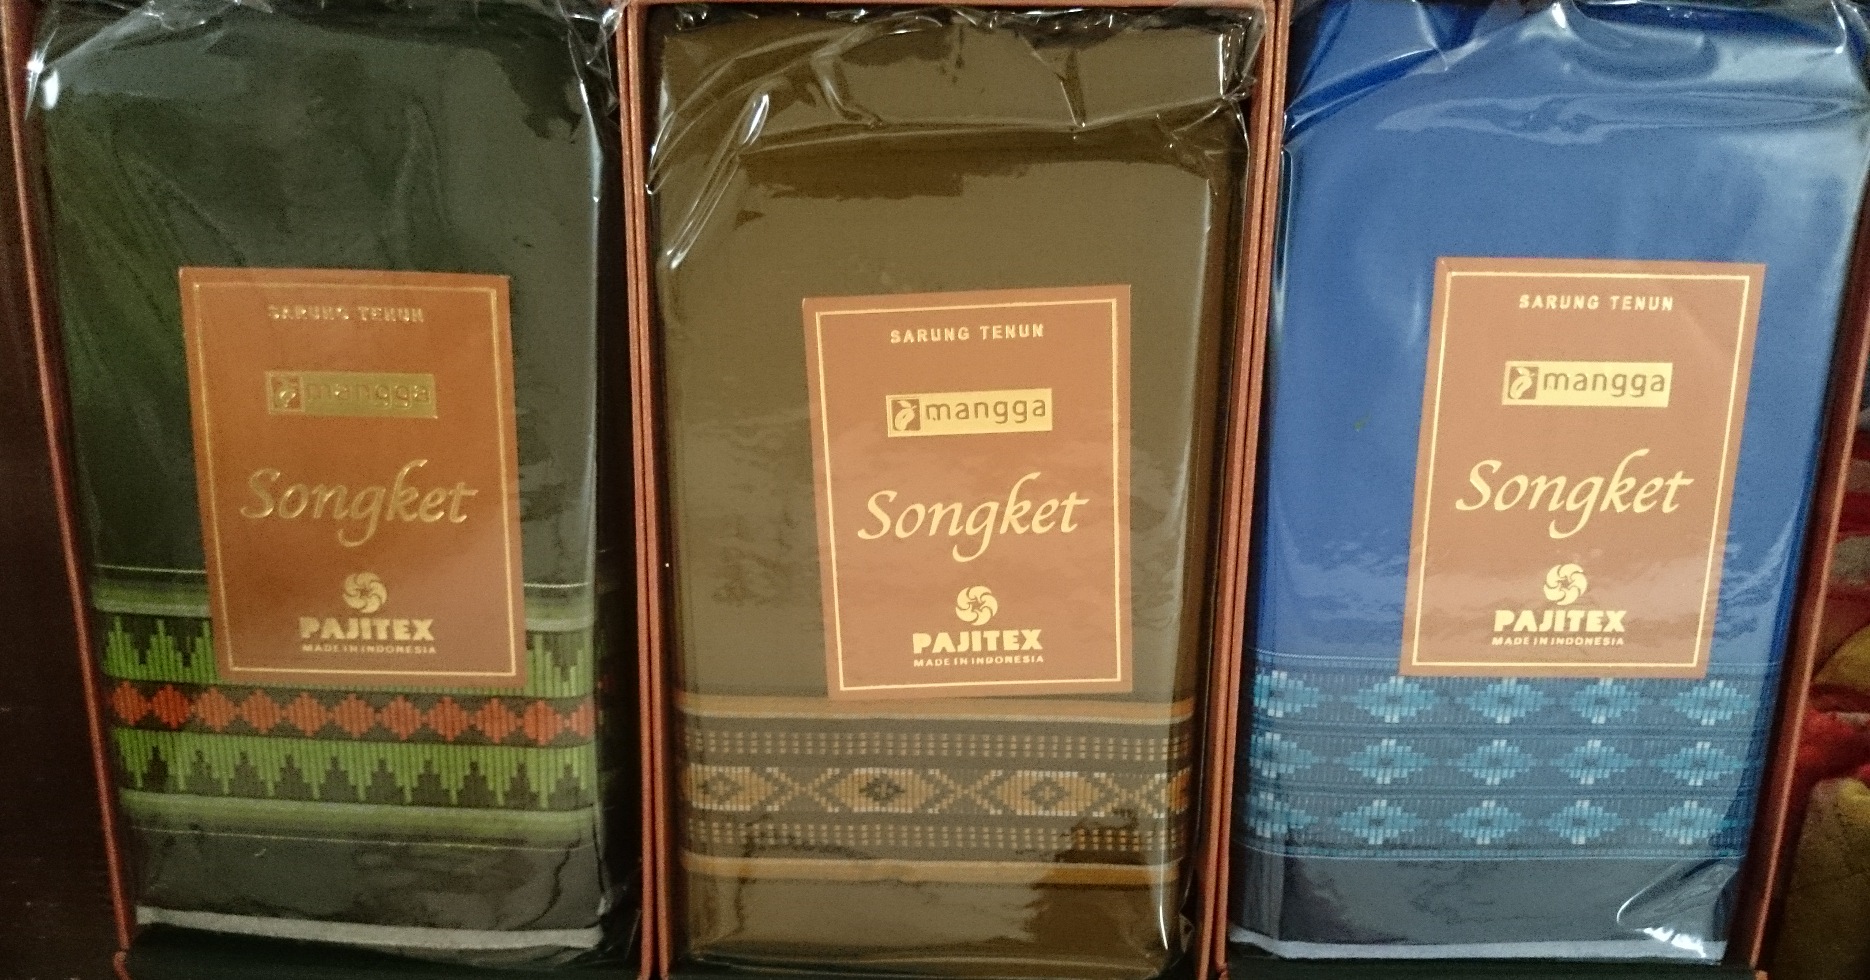 SARUNG TENUN
mangga
Songket
PAJITEX
MADE IN INDONESIA
SARUNG TENUN
mangga
Songket
PAJITEX
MADE IN INDONESIA
SARUNG TENUN
mangga
Songket
PAJITEX
MADE IN INDONESIA